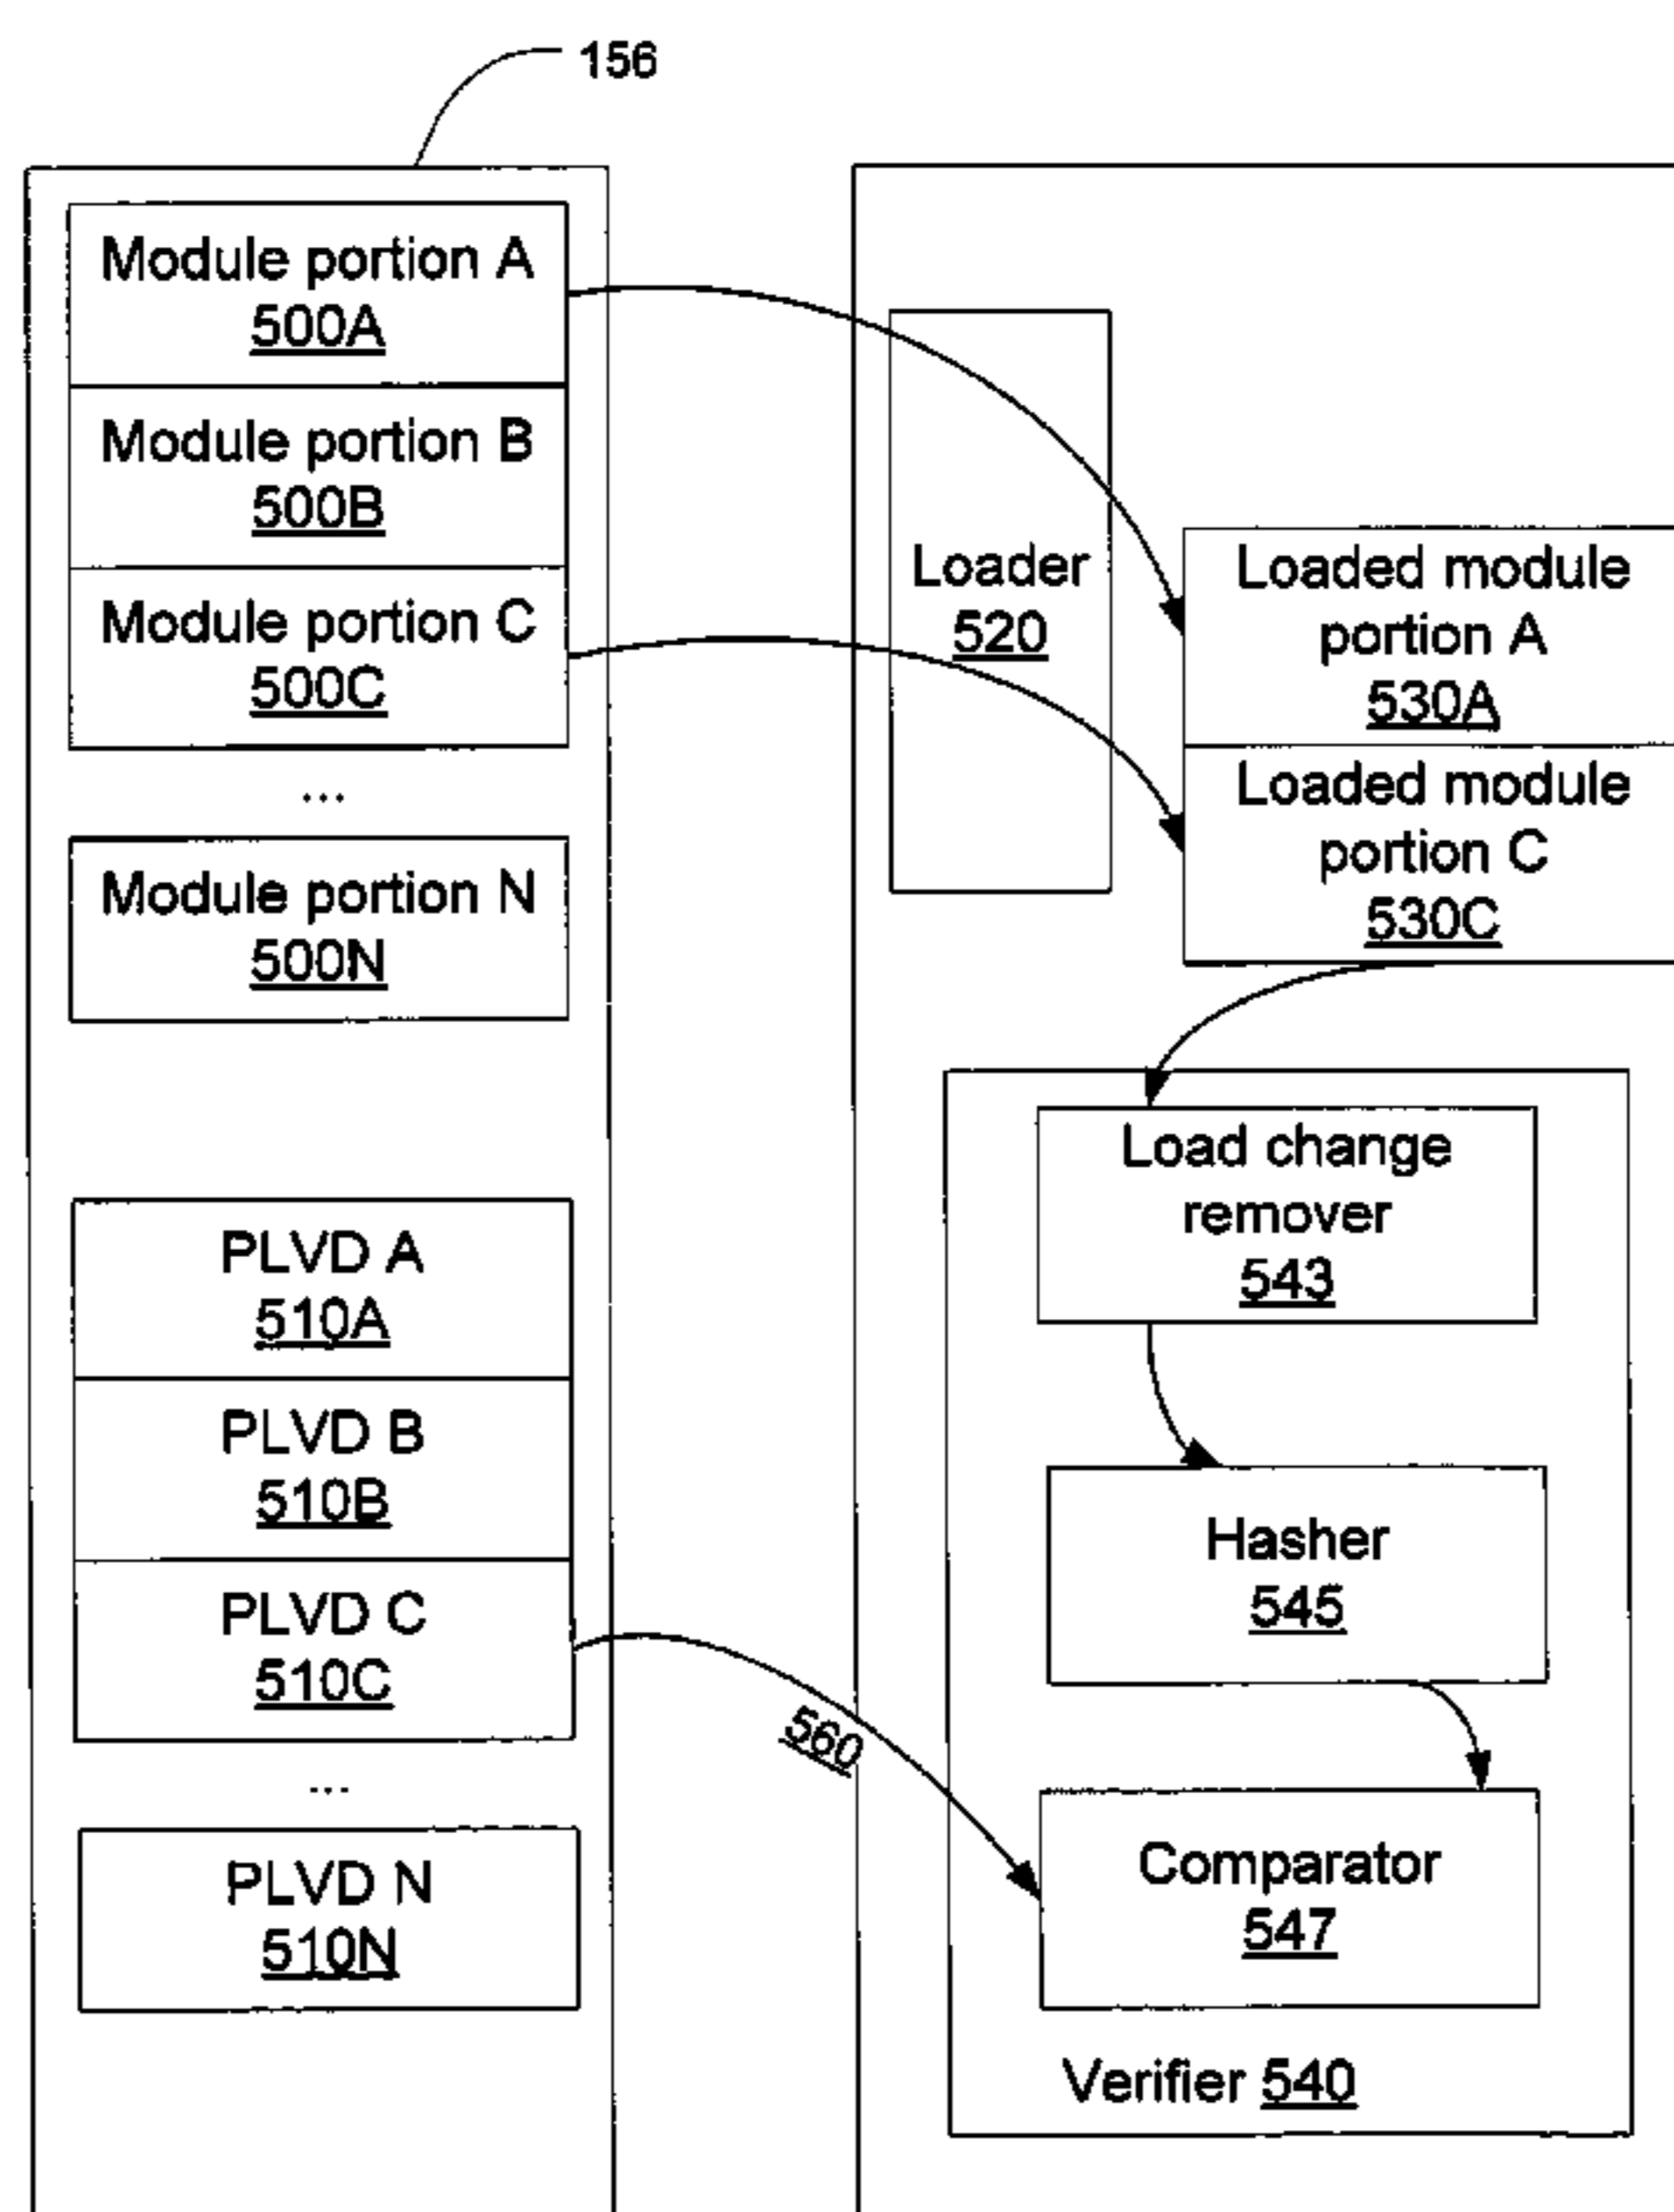 156
Module portion A
500A
Module portion B
500B
Module portion C
500C
...
Module portion N
500N
PLVD A
510A
PLVD B
510B
PLVD C
510C
...
PLVD N
510N
Loader
520
Loaded module
portion A
530A
Loaded module
portion C
530C
Load change
remover
543
Hasher
545
560
Comparator
547
Verifier 540